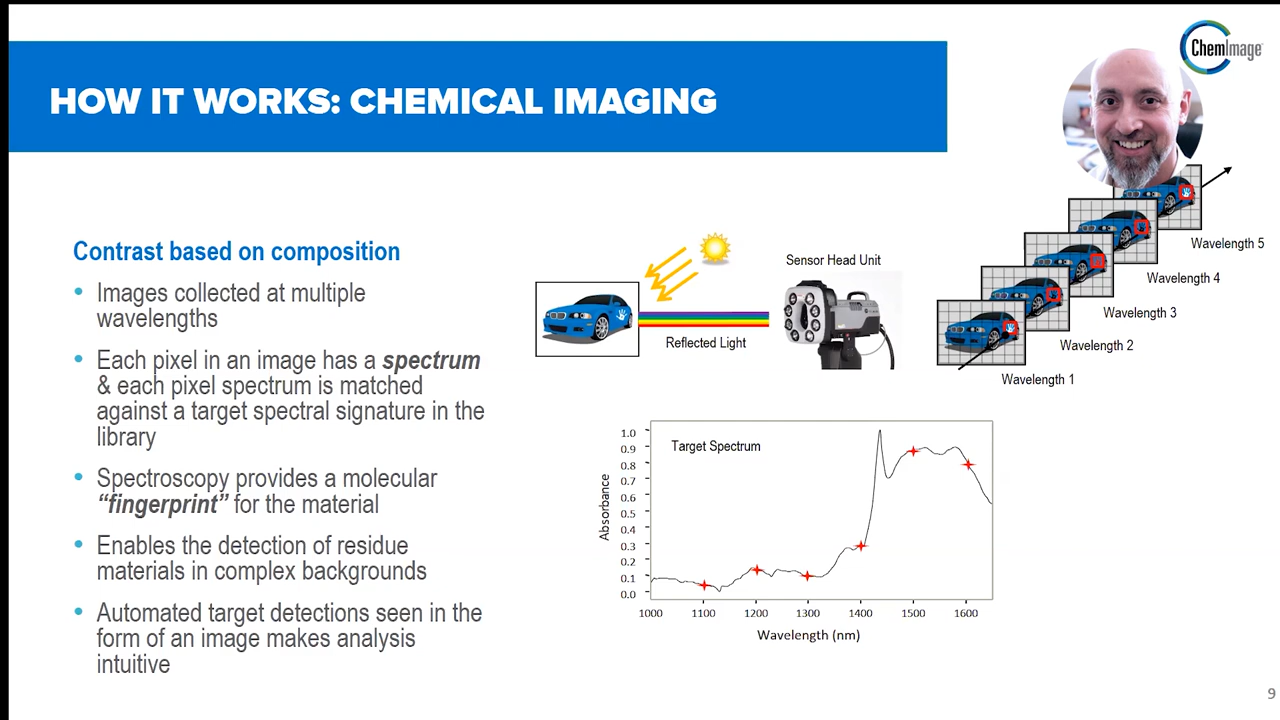 ChemImage
HOW IT WORKS: CHEMICAL IMAGING
Contrast based on composition
• Images collected at multiple
wavelengths
• Each pixel in an image has a spectrum
& each pixel spectrum is matched
against a target spectral signature in the
library
• Spectroscopy provides a molecular
“fingerprint” for the material
• Enables the detection of residue
materials in complex backgrounds
• Automated target detections seen in the
form of an image makes analysis
intuitive
Reflected Light
Sensor Head Unit
Wavelength 5
Wavelength 4
Wavelength 3
Wavelength 2
Wavelength 1
Target Spectrum
Absorbance
1.0
0.9
0.8
0.7
0.6
0.5
0.4
0.3
0.2
0.1
0.0
1000 1100 1200 1300 1400 1500 1600
Wavelength (nm)
9